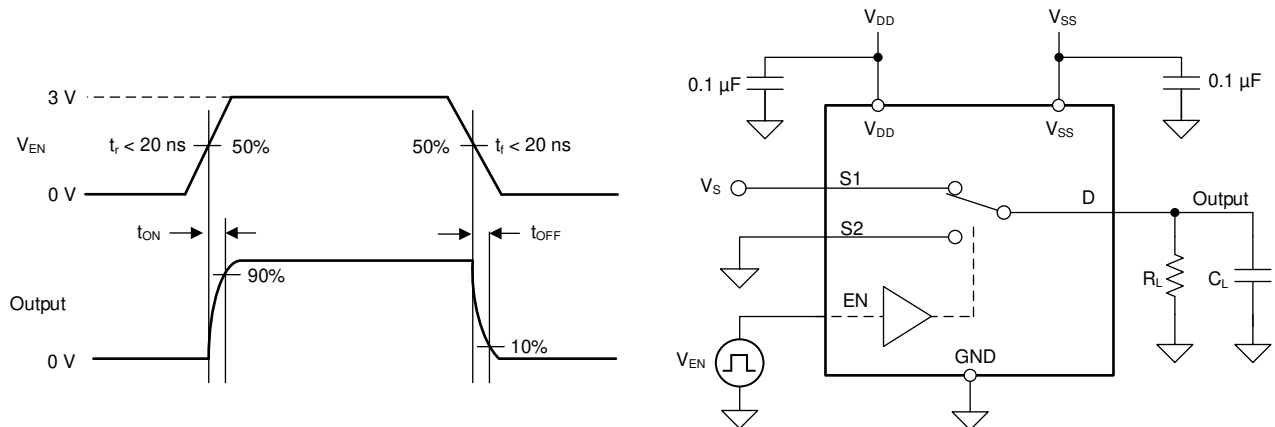 3 V
V_EN
t_r < 20 ns
50%
50%
t_f < 20 ns
0 V
t_ON
t_OFF
90%
Output
10%
0 V
V_DD
V_SS
0.1 µF
0.1 µF
V_DD
V_SS
V_S
S1
D
Output
S2
R_L
C_L
EN
V_EN
GND